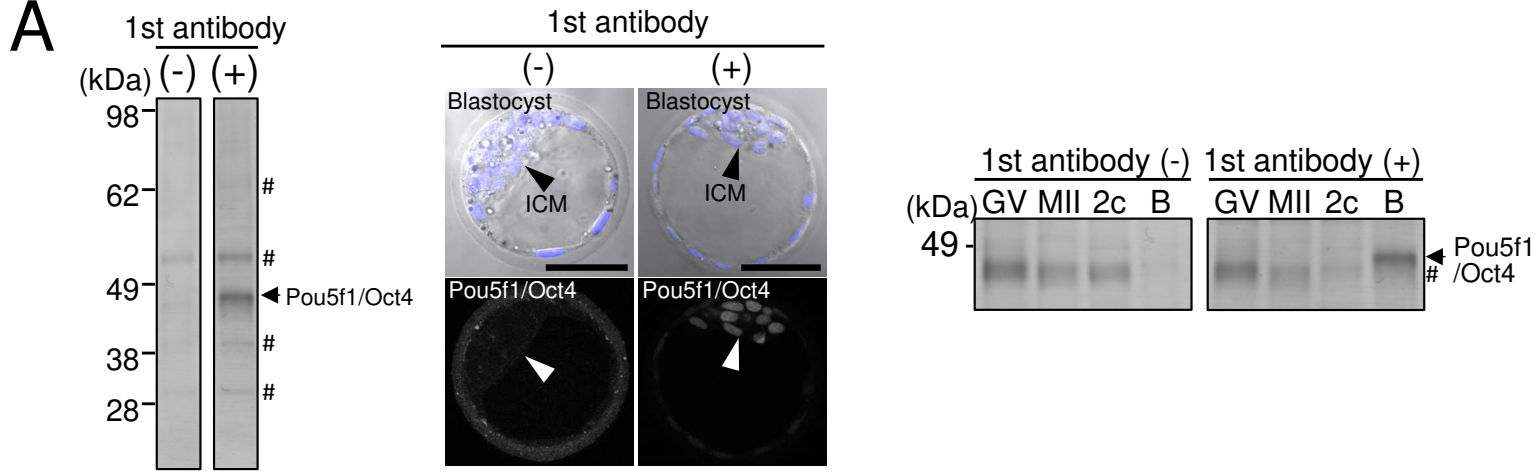 A
1st antibody
(kDa) (-) (+)
98
62
49
38
28
#
#
Pou5f1/Oct4
#
#
1st antibody
(-) (+)
Blastocyst Blastocyst
ICM ICM
Pou5f1/Oct4 Pou5f1/Oct4
1st antibody (-) 1st antibody (+)
(kDa) GV MII 2c B GV MII 2c B
49
Pou5f1
# /Oct4